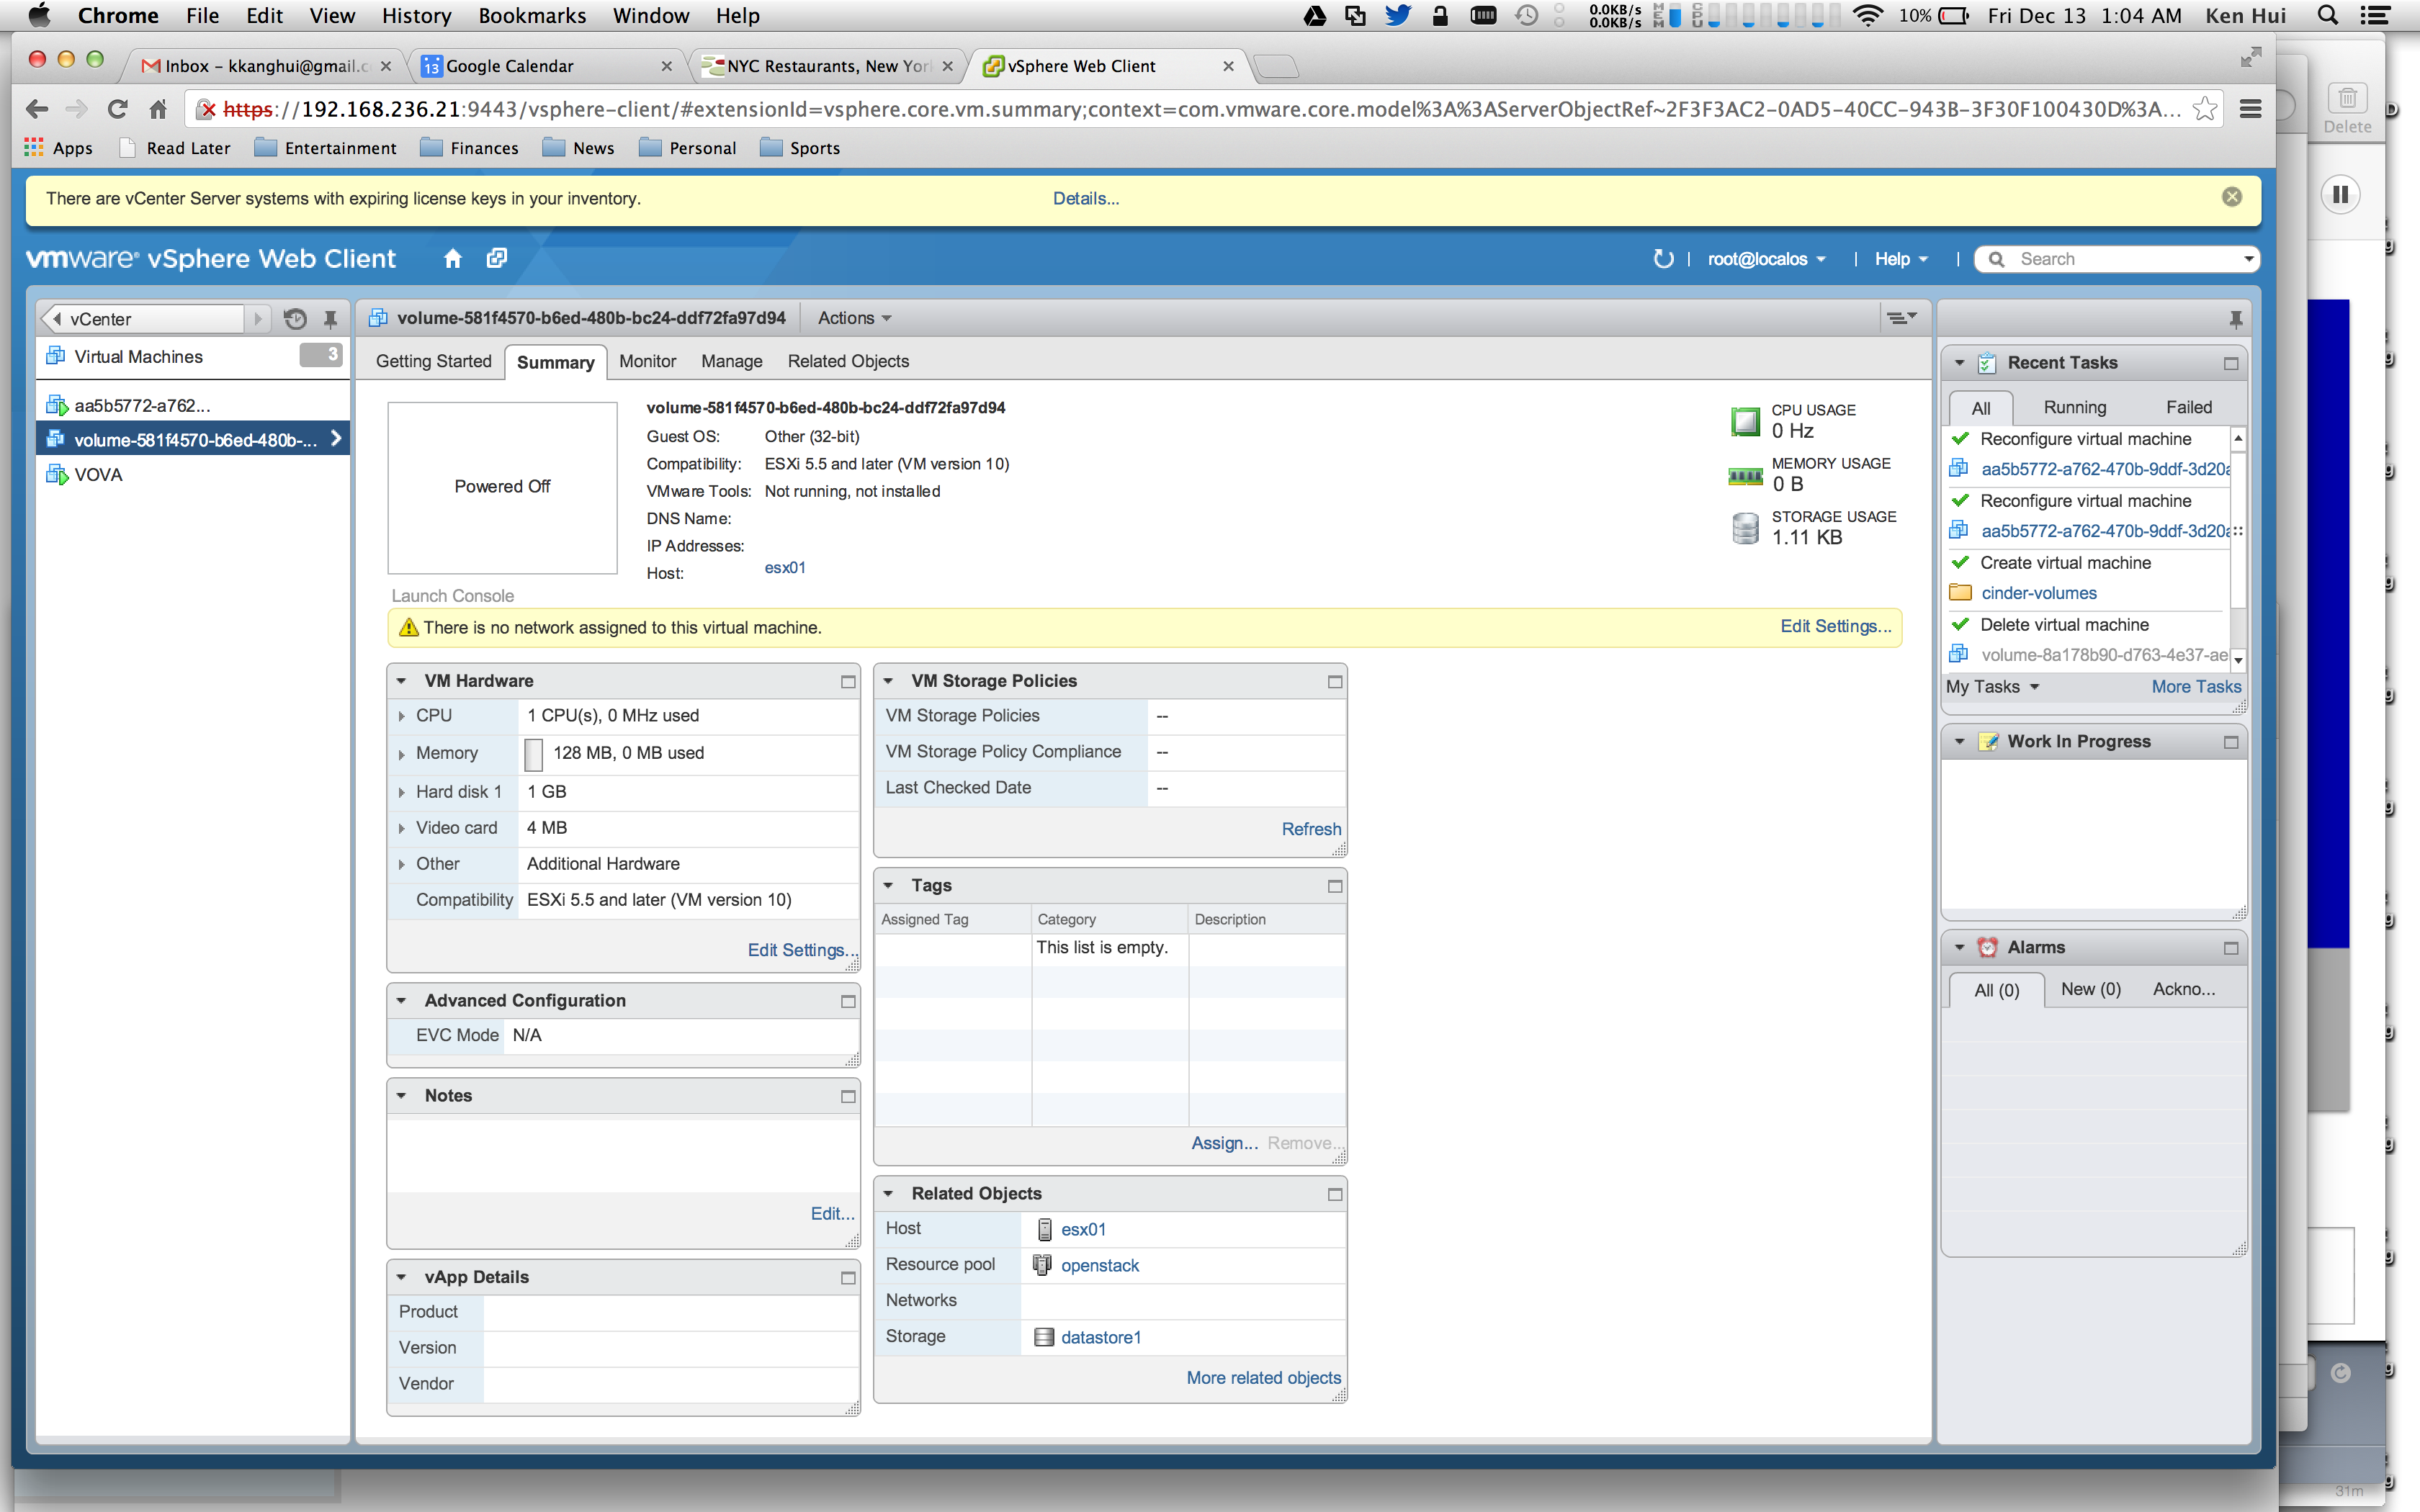 Chrome File Edit View History Bookmarks Window Help
0.0KB/s
0.0KB/s
MEM
CPU
10%
Fri Dec 13 1:04 AM Ken Hui
Inbox – kkanghui@gmail.c
13 Google Calendar
NYC Restaurants, New Yor
vSphere Web Client
https://192.168.236.21:9443/vsphere-client/#extensionId=vsphere.core.vm.summary;context=com.vmware.core.model%3A%3AServerObjectRef~2F3F3AC2-0AD5-40CC-943B-3F30F100430D%3A...
Delete
Apps Read Later Entertainment Finances News Personal Sports
There are vCenter Server systems with expiring license keys in your inventory. Details...
vmware® vSphere Web Client
root@localos Help Search
vCenter
Virtual Machines 3
aa5b5772-a762...
volume-581f4570-b6ed-480b-...
VOVA
volume-581f4570-b6ed-480b-bc24-ddf72fa97d94 Actions
Getting Started Summary Monitor Manage Related Objects
Powered Off
Launch Console
volume-581f4570-b6ed-480b-bc24-ddf72fa97d94
Guest OS: Other (32-bit)
Compatibility: ESXi 5.5 and later (VM version 10)
VMware Tools: Not running, not installed
DNS Name:
IP Addresses:
Host: esx01
CPU USAGE
0 Hz
MEMORY USAGE
0 B
STORAGE USAGE
1.11 KB
There is no network assigned to this virtual machine. Edit Settings...
VM Hardware
CPU 1 CPU(s), 0 MHz used
Memory 128 MB, 0 MB used
Hard disk 1 1 GB
Video card 4 MB
Other Additional Hardware
Compatibility ESXi 5.5 and later (VM version 10)
Edit Settings...
Advanced Configuration
EVC Mode N/A
Notes
Edit...
vApp Details
Product
Version
Vendor
VM Storage Policies
VM Storage Policies --
VM Storage Policy Compliance --
Last Checked Date --
Refresh
Tags
Assigned Tag Category Description
This list is empty.
Assign... Remove...
Related Objects
Host esx01
Resource pool openstack
Networks
Storage datastore1
More related objects
Recent Tasks
All Running Failed
Reconfigure virtual machine
aa5b5772-a762-470b-9ddf-3d20a
Reconfigure virtual machine
aa5b5772-a762-470b-9ddf-3d20a
Create virtual machine
cinder-volumes
Delete virtual machine
volume-8a178b90-d763-4e37-ae
My Tasks More Tasks
Work In Progress
Alarms
All (0) New (0) Ackno...
31m